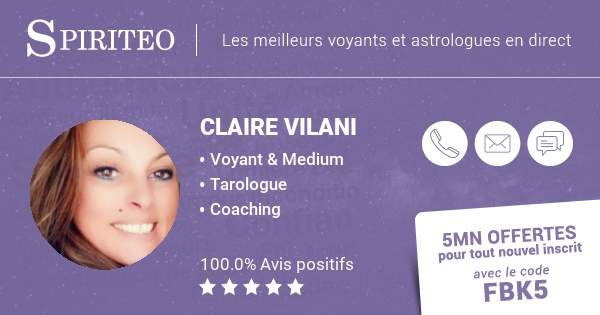 SPIRITEO
Les meilleurs voyants et astrologues en direct
CLAIRE VILANI
• Voyant & Medium
• Tarologue
• Coaching
100.0% Avis positifs
5MN OFFERTES
pour tout nouvel inscrit
avec le code
FBK5